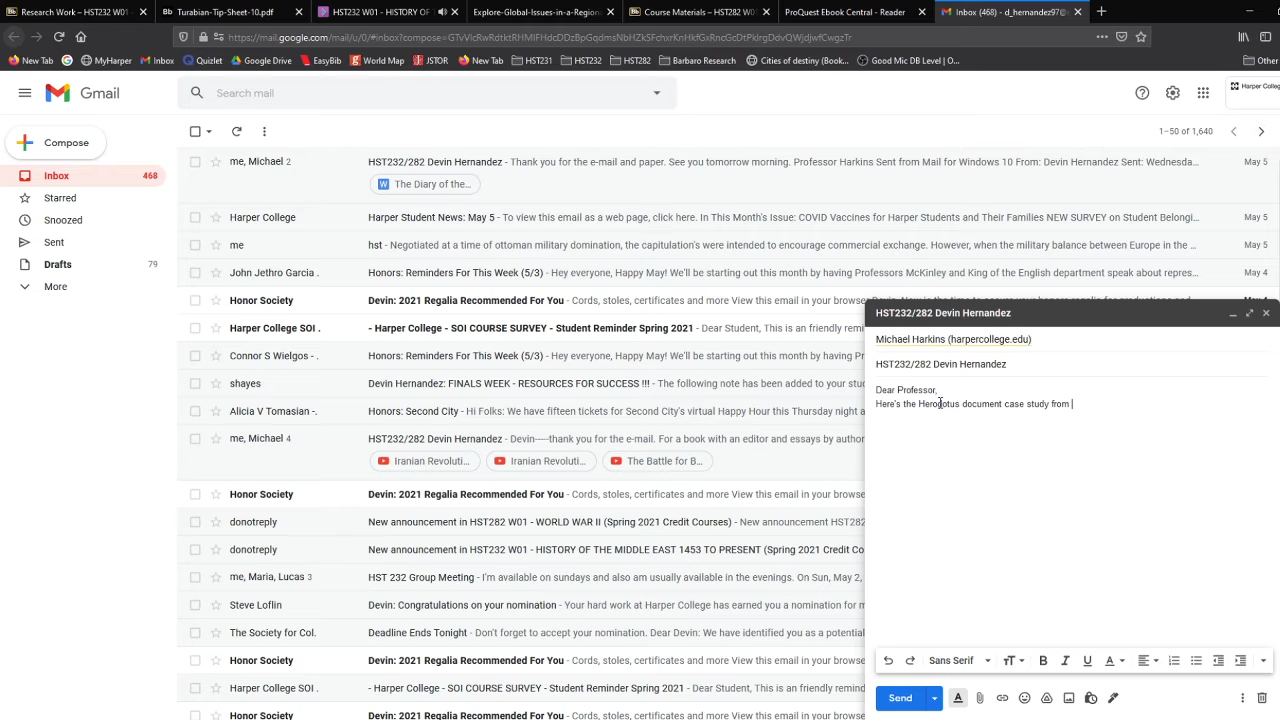 Research Work - HST232 W01 -
Turabian-Tip-Sheet-10.pdf
HST232 W01 - HISTORY OF
Explore-Global-Issues-in-a-Regiona
Course Materials - HST282 W01
ProQuest Ebook Central - Reader
Inbox (468) - d_hernandez97@
New Tab
MyHarper
Inbox
Quizlet
Google Drive
EasyBib
World Map
JSTOR
New Tab
HST231
HST232
HST282
Barbaro Research
Cities of destiny (Book...
Good Mic DB Level | O...
Other
Gmail
Search mail
Harper Colleg
Compose
1–50 of 1,640
Inbox 468
Starred
Snoozed
Sent
Drafts 79
More
me, Michael 2 HST232/282 Devin Hernandez - Thank you for the e-mail and paper. See you tomorrow morning. Professor Harkins Sent from Mail for Windows 10 From: Devin Hernandez Sent: Wednesda... May 5
The Diary of the...
Harper College Harper Student News: May 5 - To view this email as a web page, click here. In This Month's Issue: COVID Vaccines for Harper Students and Their Families NEW SURVEY on Student Belongi... May 5
me hst - Negotiated at a time of ottoman military domination, the capitulation's were intended to encourage commercial exchange. However, when the military balance between Europe in the ... May 5
John Jethro Garcia . Honors: Reminders For This Week (5/3) - Hey everyone, Happy May! We'll be starting out this month by having Professors McKinley and King of the English department speak about repres... May 4
Honor Society Devin: 2021 Regalia Recommended For You - Cords, stoles, certificates and more View this email in your browse
Harper College SOI . - Harper College - SOI COURSE SURVEY - Student Reminder Spring 2021 - Dear Student, This is an friendly remi
Connor S Wielgos - . Honors: Reminders For This Week (5/3) - Hey everyone, Happy May! We'll be starting out this month by having
shayes Devin Hernandez: FINALS WEEK - RESOURCES FOR SUCCESS !!! - The following note has been added to your stu
Alicia V Tomasian -. Honors: Second City - Hi Folks: We have fifteen tickets for Second City's virtual Happy Hour this Thursday night a
me, Michael 4 HST232/282 Devin Hernandez - Devin----thank you for the e-mail. For a book with an editor and essays by author
Iranian Revoluti...
Iranian Revoluti...
The Battle for B...
Honor Society Devin: 2021 Regalia Recommended For You - Cords, stoles, certificates and more View this email in your browse
donotreply New announcement in HST282 W01 - WORLD WAR II (Spring 2021 Credit Courses) - New announcement HST282
donotreply New announcement in HST232 W01 - HISTORY OF THE MIDDLE EAST 1453 TO PRESENT (Spring 2021 Credit Co
me, Maria, Lucas 3 HST 232 Group Meeting - I'm available on sundays and also am usually available in the evenings. On Sun, May 2,
Steve Loflin Devin: Congratulations on your nomination - Your hard work at Harper College has earned you a nomination for m
The Society for Col. Deadline Ends Tonight - Don't forget to accept your nomination. Dear Devin: We have identified you as a potential
Honor Society Devin: 2021 Regalia Recommended For You - Cords, stoles, certificates and more View this email in your browse
Harper College SOI . - Harper College - SOI COURSE SURVEY - Student Reminder Spring 2021 - Dear Student, This is an friendly remi
Honor Society Devin: 2021 Regalia Recommended For You - Cords, stoles, certificates and more View this email in your browse
HST232/282 Devin Hernandez
Michael Harkins (harpercollege.edu)
HST232/282 Devin Hernandez
Dear Professor,
Here's the Herodotus document case study from
Sans Serif
Send